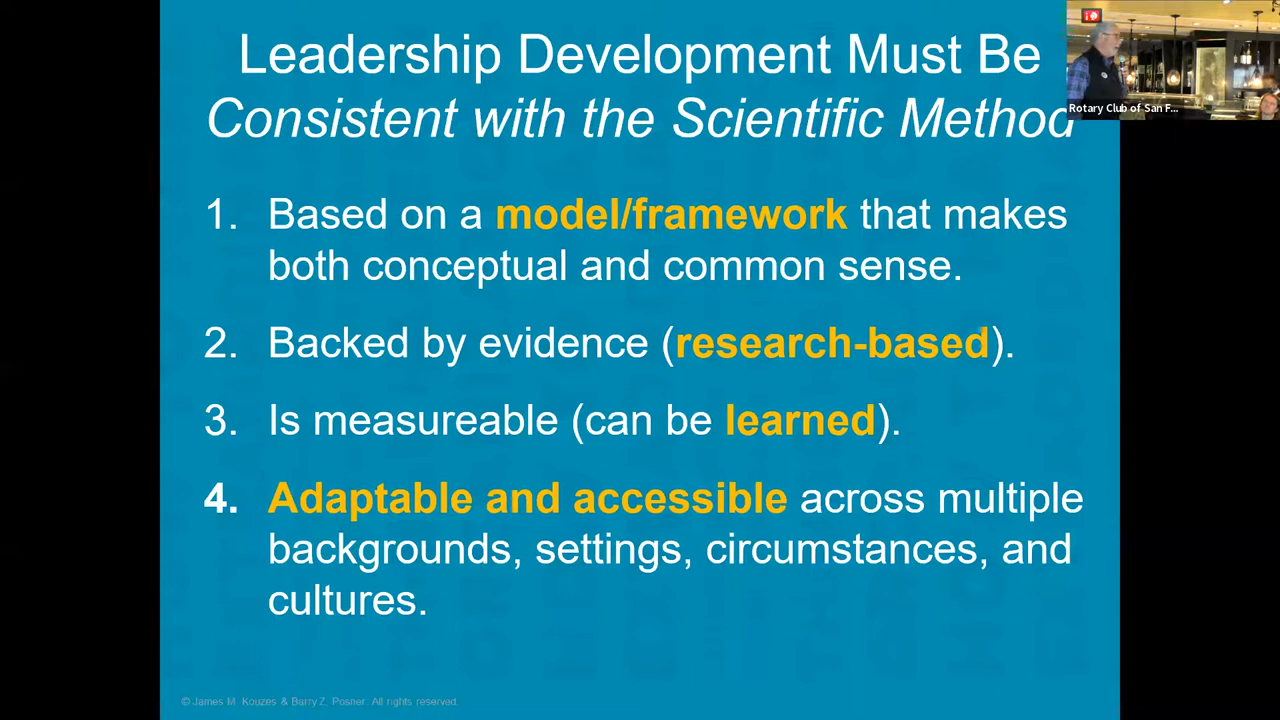 Leadership Development Must Be
Consistent with the Scientific Method
Rotary Club of San F...
1. Based on a model/framework that makes
both conceptual and common sense.
2. Backed by evidence (research-based).
3. Is measureable (can be learned).
4. Adaptable and accessible across multiple
backgrounds, settings, circumstances, and
cultures.
© James M. Kouzes & Barry Z. Posner. All rights reserved.